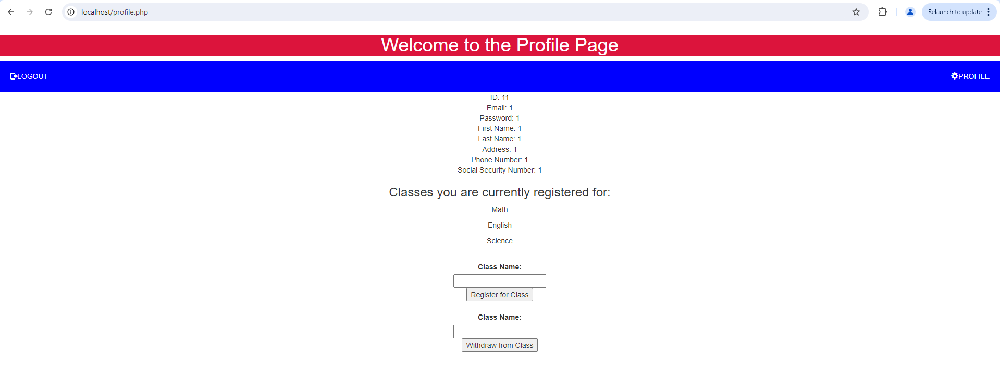 localhost/profile.php
Relaunch to update
Welcome to the Profile Page
LOGOUT
PROFILE
ID: 11
Email: 1
Password: 1
First Name: 1
Last Name: 1
Address: 1
Phone Number: 1
Social Security Number: 1
Classes you are currently registered for:
Math
English
Science
Class Name:
Register for Class
Class Name:
Withdraw from Class